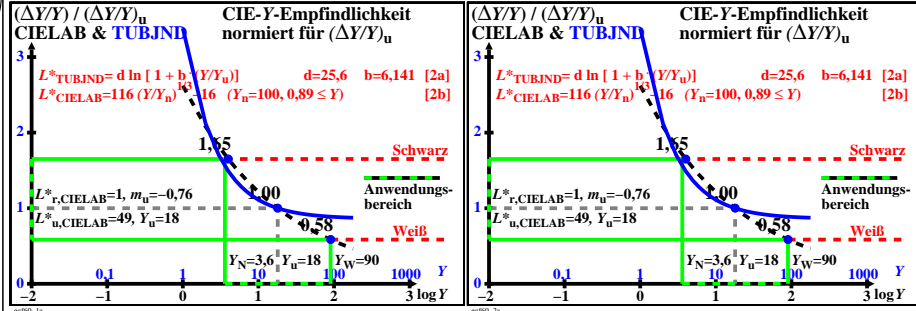 (ΔY/Y) / (ΔY/Y)u
CIE-Y-Empfindlichkeit
CIELAB & TUBJND
normiert für (ΔY/Y)u
3
L*TUBJND= d ln [ 1 + b (Y/Yu) d=25,6 b=6,141 [2a]
L*CIELAB=116 (Y/Yn)1/3–16 (Yn=100, 0,89 ≤ Y) [2b]
2
1,65
Schwarz
L*r,CIELAB=1, mu=–0,76
1,00
Anwendungs-
bereich
1
L*u,CIELAB=49, Yu=18
0,58
Weiß
YN=3,6 Yu=18 YW=90
0,1 1 10 100 1000 Y
0
–2 –1 0 1 2 3 log Y
(ΔY/Y) / (ΔY/Y)u
CIE-Y-Empfindlichkeit
CIELAB & TUBJND
normiert für (ΔY/Y)u
3
L*TUBJND= d ln [ 1 + b (Y/Yu) d=25,6 b=6,141 [2a]
L*CIELAB=116 (Y/Yn)1/3–16 (Yn=100, 0,89 ≤ Y) [2b]
2
1,65
Schwarz
L*r,CIELAB=1, mu=–0,76
1,00
Anwendungs-
bereich
1
L*u,CIELAB=49, Yu=18
0,58
Weiß
YN=3,6 Yu=18 YW=90
0,1 1 10 100 1000 Y
0
–2 –1 0 1 2 3 log Y